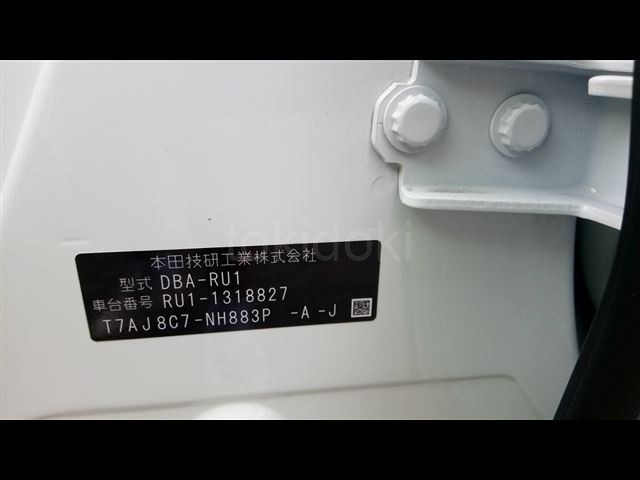 tokidoki
本田技研工業株式会社
型式 DBA-RU1
車台番号 RU1-1318827
T7AJ8C7-NH883P -A -J